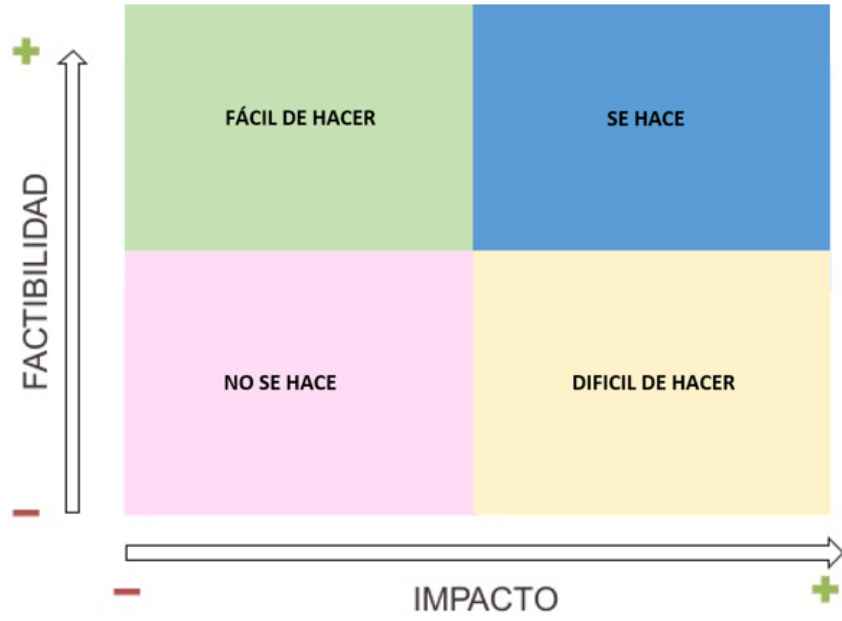 FÁCIL DE HACER
SE HACE
FACTIBILIDAD
NO SE HACE
DIFICIL DE HACER
IMPACTO